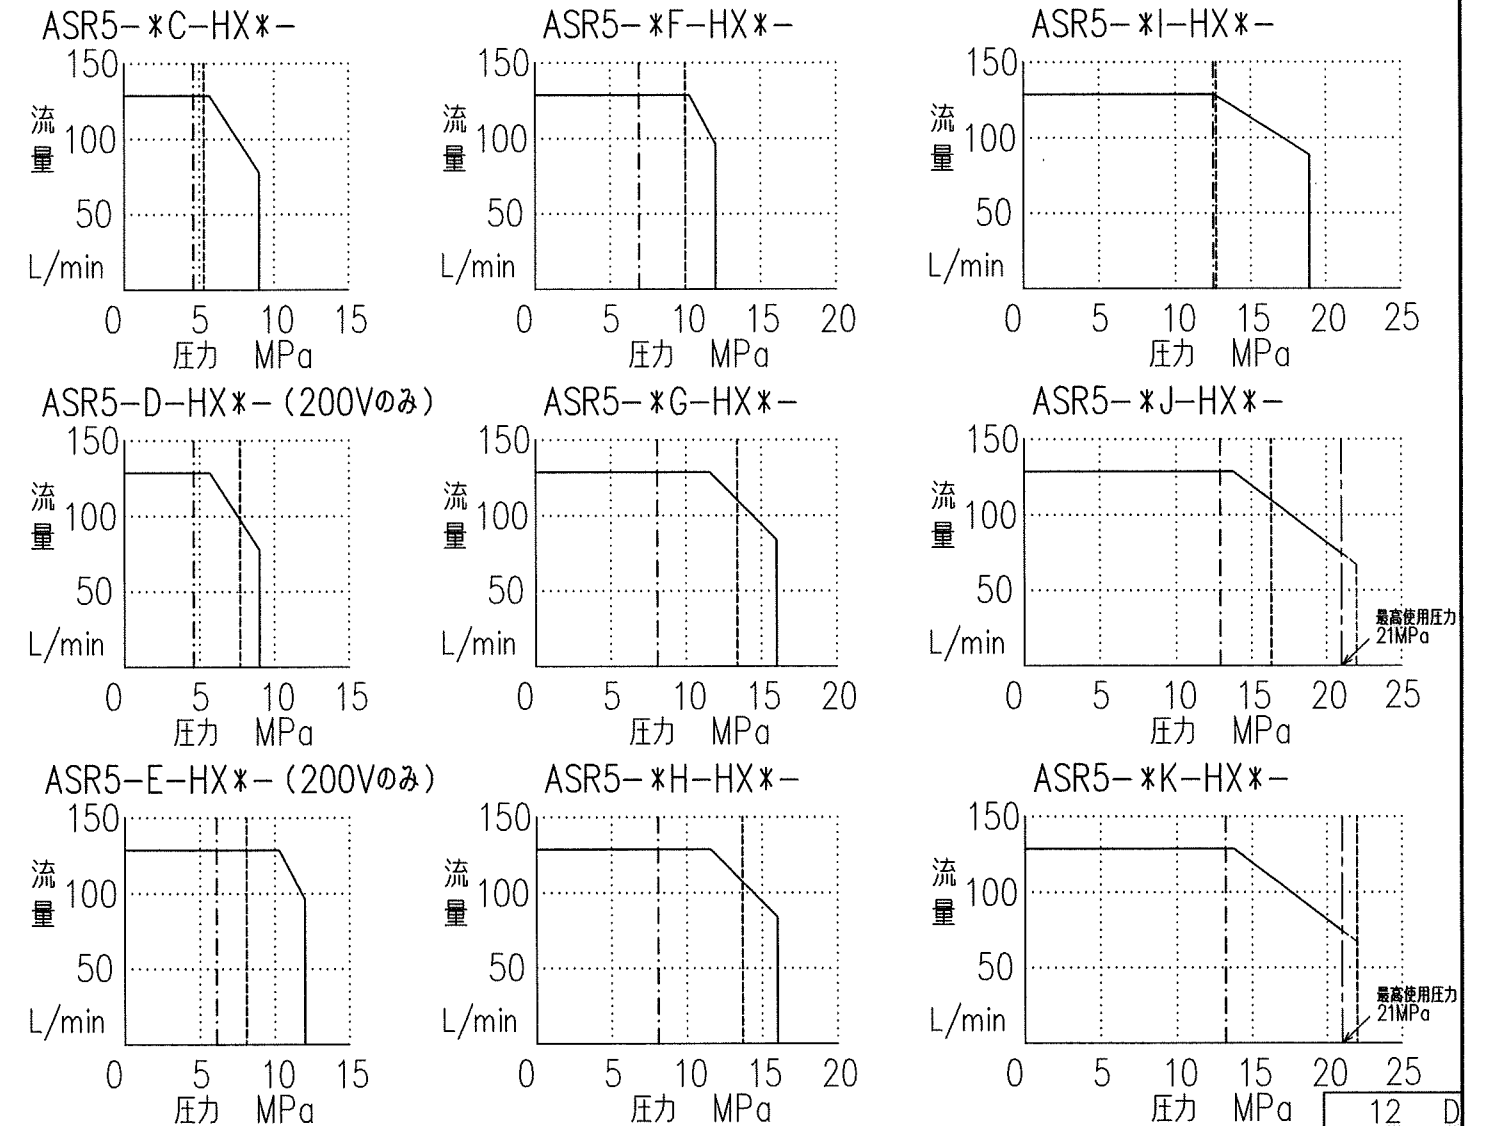 ASR5-*C-HX*-
150
流
量
100
50
L/min
0 5 10 15
圧力 MPa
ASR5-*F-HX*-
150
流
量
100
50
L/min
0 5 10 15 20
圧力 MPa
ASR5-*I-HX*-
150
流
量
100
50
L/min
0 5 10 15 20 25
圧力 MPa
ASR5-D-HX*-(200Vのみ)
150
流
量
100
50
L/min
0 5 10 15
圧力 MPa
ASR5-*G-HX*-
150
流
量
100
50
L/min
0 5 10 15 20
圧力 MPa
ASR5-*J-HX*-
150
流
量
100
50
L/min
最高使用圧力
21MPa
0 5 10 15 20 25
圧力 MPa
ASR5-E-HX*-(200Vのみ)
150
流
量
100
50
L/min
0 5 10 15
圧力 MPa
ASR5-*H-HX*-
150
流
量
100
50
L/min
0 5 10 15 20
圧力 MPa
ASR5-*K-HX*-
150
流
量
100
50
L/min
最高使用圧力
21MPa
0 5 10 15 20 25
圧力 MPa
12 D